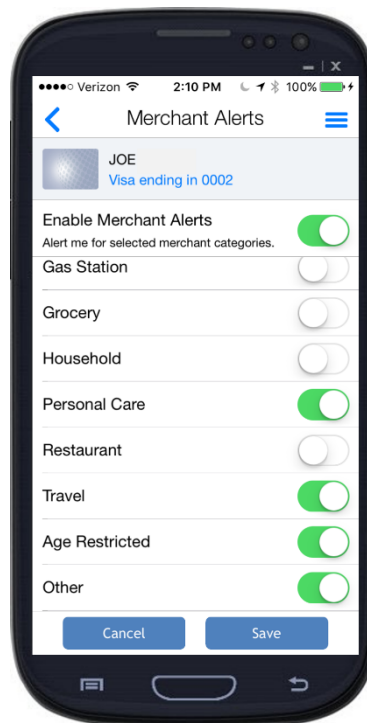 Verizon 2:10 PM 100%
Merchant Alerts
JOE
Visa ending in 0002
Enable Merchant Alerts
Alert me for selected merchant categories.
Gas Station
Grocery
Household
Personal Care
Restaurant
Travel
Age Restricted
Other
Cancel Save